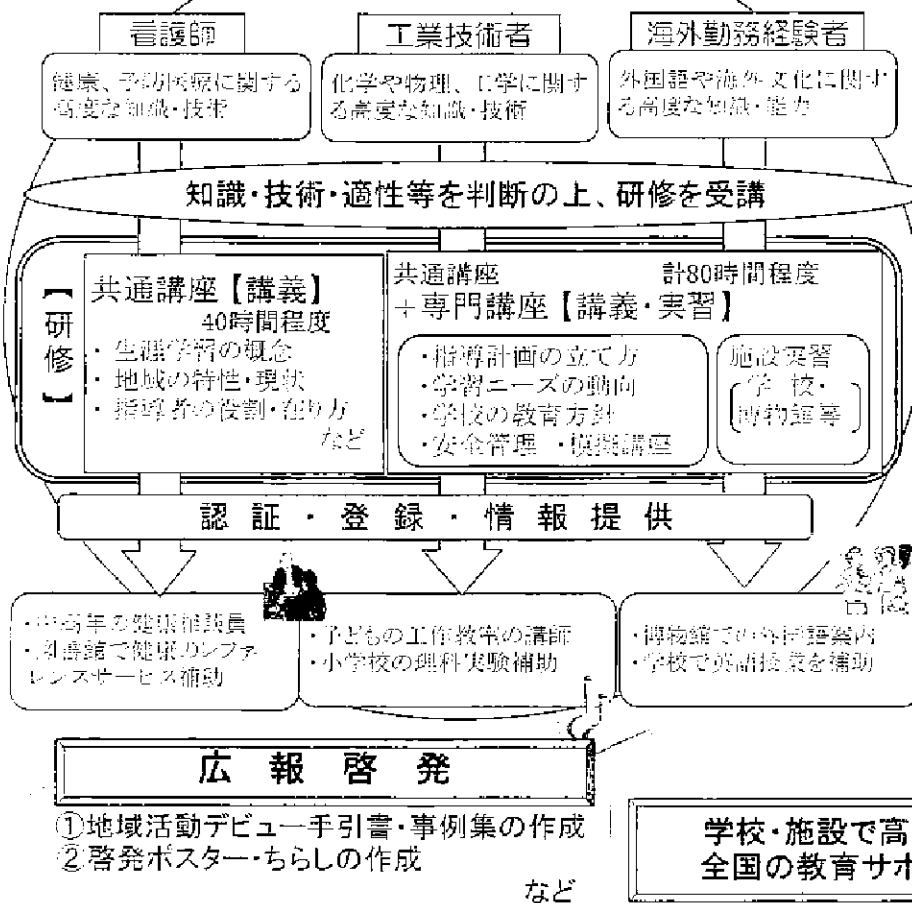 看護師
工業技術者
海外勤務経験者
健康、予防医療に関する
高度な知識・技術
化学や物理、工学に関す
る高度な知識・技術
外国語や海外文化に関す
る高度な知識・能力
知識・技術・適性等を判断の上、研修を受講
【研修】
共通講座【講義】
40時間程度
・生涯学習の概念
・地域の特性・現状
・指導者の役割・在り方
など
共通講座 計80時間程度
+専門講座【講義・実習】
・指導計画の立て方
・学習ニーズの動向
・学校の教育方針
・安全管理 ・模擬講座
施設実習
学校・
博物館等
認証・登録・情報提供
・中高年の健康相談員
・図書館で健康のレファ
レンスサービス補助
・子どもの工作教室の講師
・小学校の理科実験補助
・博物館での外国語案内
・学校で英語授業を補助
広報啓発
①地域活動デビュー手引書・事例集の作成
②啓発ポスター・ちらしの作成
など
学校・施設で高
全国の教育サポ